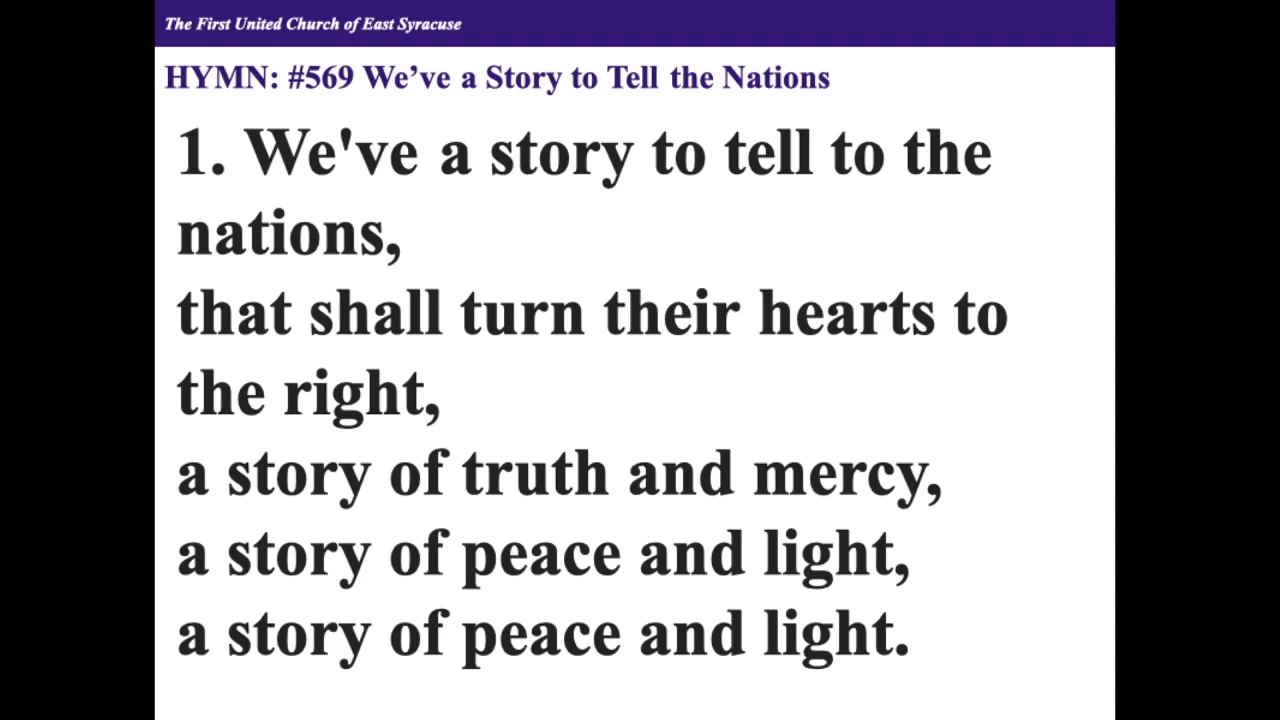 The First United Church of East Syracuse
HYMN: #569 We’ve a Story to Tell the Nations
1. We've a story to tell to the
nations,
that shall turn their hearts to
the right,
a story of truth and mercy,
a story of peace and light,
a story of peace and light.